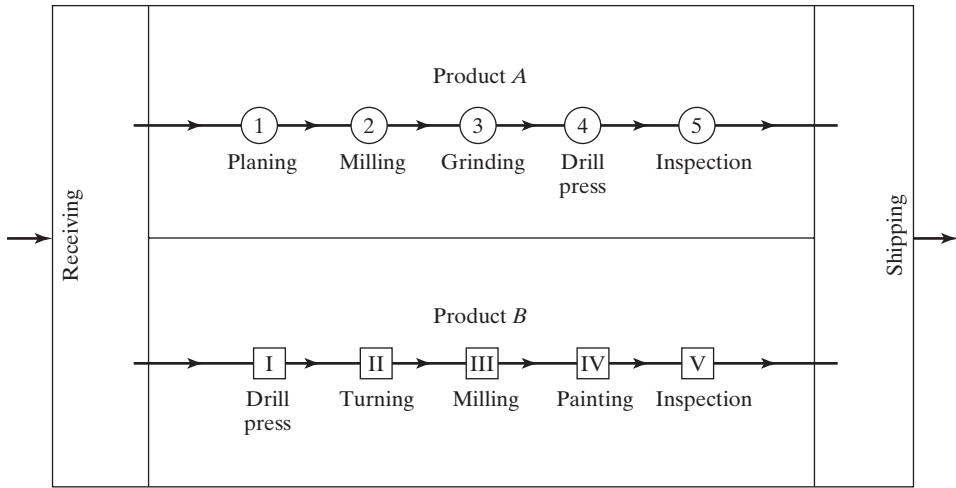 Receiving
Product A
1 2 3 4 5
Planing Milling Grinding Drill press Inspection
Product B
I II III IV V
Drill press Turning Milling Painting Inspection
Shipping